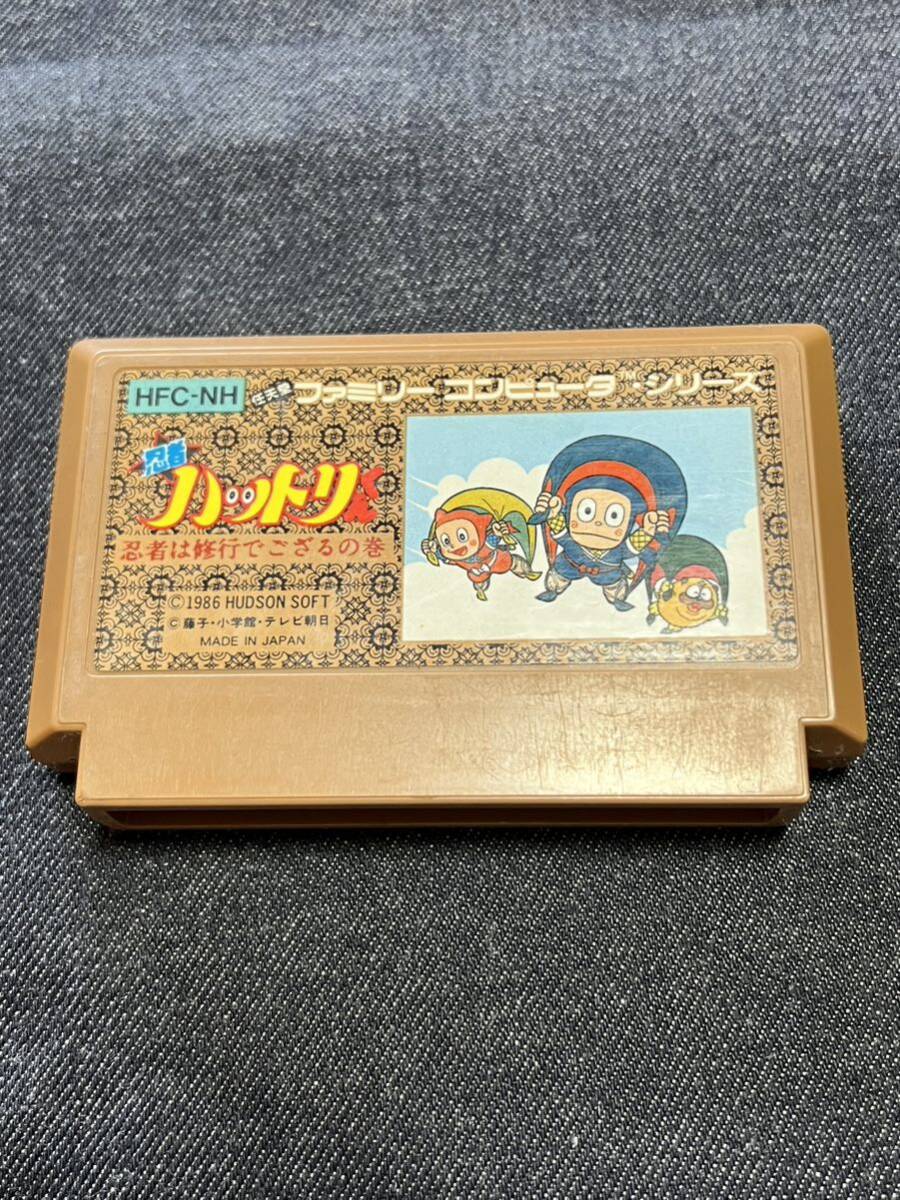 HFC-NH
任天堂 ファミリーコンピュータ™・シリーズ
忍者
ハットリくん
忍者は修行でござるの巻
©1986 HUDSON SOFT
© 藤子・小学館・テレビ朝日
MADE IN JAPAN